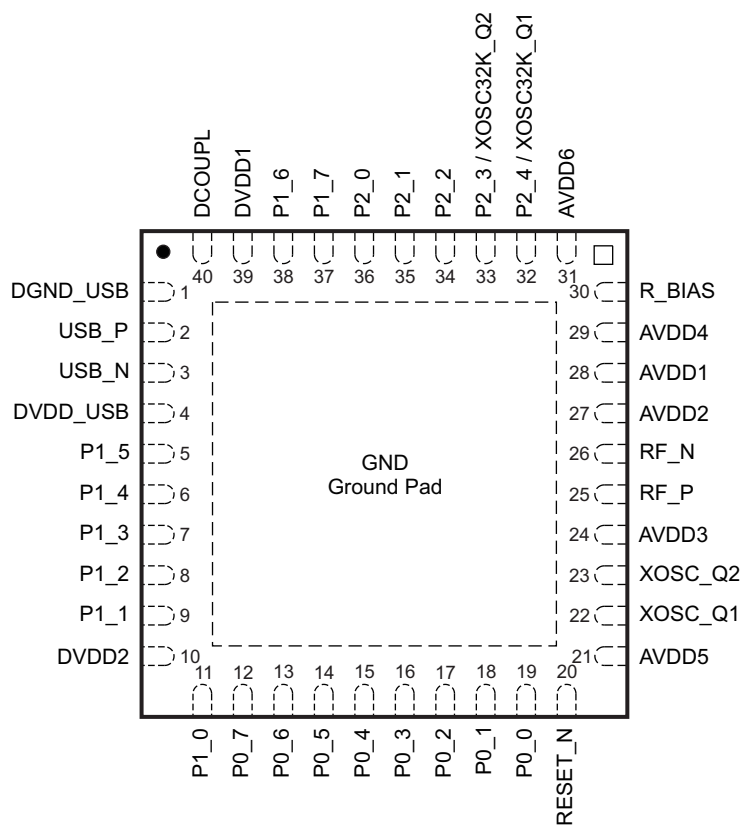 DCOUPL
DVDD1
P1_6
P1_7
P2_0
P2_1
P2_2
P2_3 / XOSC32K_Q2
P2_4 / XOSC32K_Q1
AVDD6
40 39 38 37 36 35 34 33 32 31
DGND_USB 1
USB_P 2
USB_N 3
DVDD_USB 4
P1_5 5
P1_4 6
P1_3 7
P1_2 8
P1_1 9
DVDD2 10
GND
Ground Pad
30 R_BIAS
29 AVDD4
28 AVDD1
27 AVDD2
26 RF_N
25 RF_P
24 AVDD3
23 XOSC_Q2
22 XOSC_Q1
21 AVDD5
11 12 13 14 15 16 17 18 19 20
P1_0
P0_7
P0_6
P0_5
P0_4
P0_3
P0_2
P0_1
P0_0
RESET_N